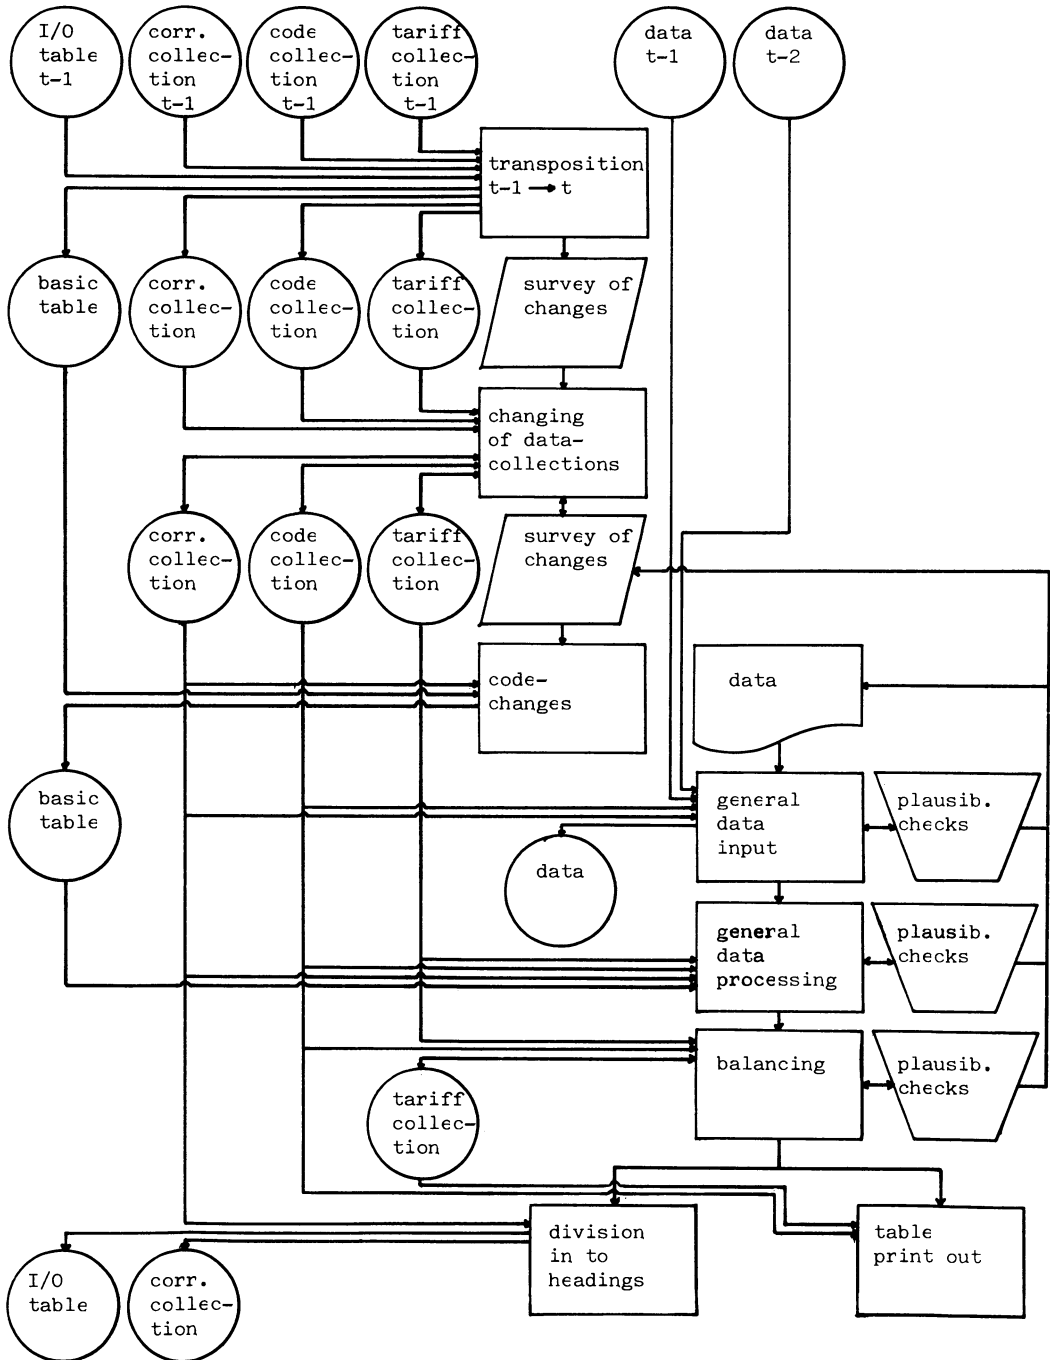 I/O
table
t-1
corr.
collec-
tion
t-1
code
collec-
tion
t-1
tariff
collec-
tion
t-1
data
t-1
data
t-2
transposition
t-1 → t
basic
table
corr.
collec-
tion
code
collec-
tion
tariff
collec-
tion
survey of
changes
changing
of data-
collections
corr.
collec-
tion
code
collec-
tion
tariff
collec-
tion
survey of
changes
code-
changes
data
basic
table
general
data
input
plausib.
checks
data
general
data
processing
plausib.
checks
balancing
plausib.
checks
tariff
collec-
tion
division
in to
headings
table
print out
I/O
table
corr.
collec-
tion